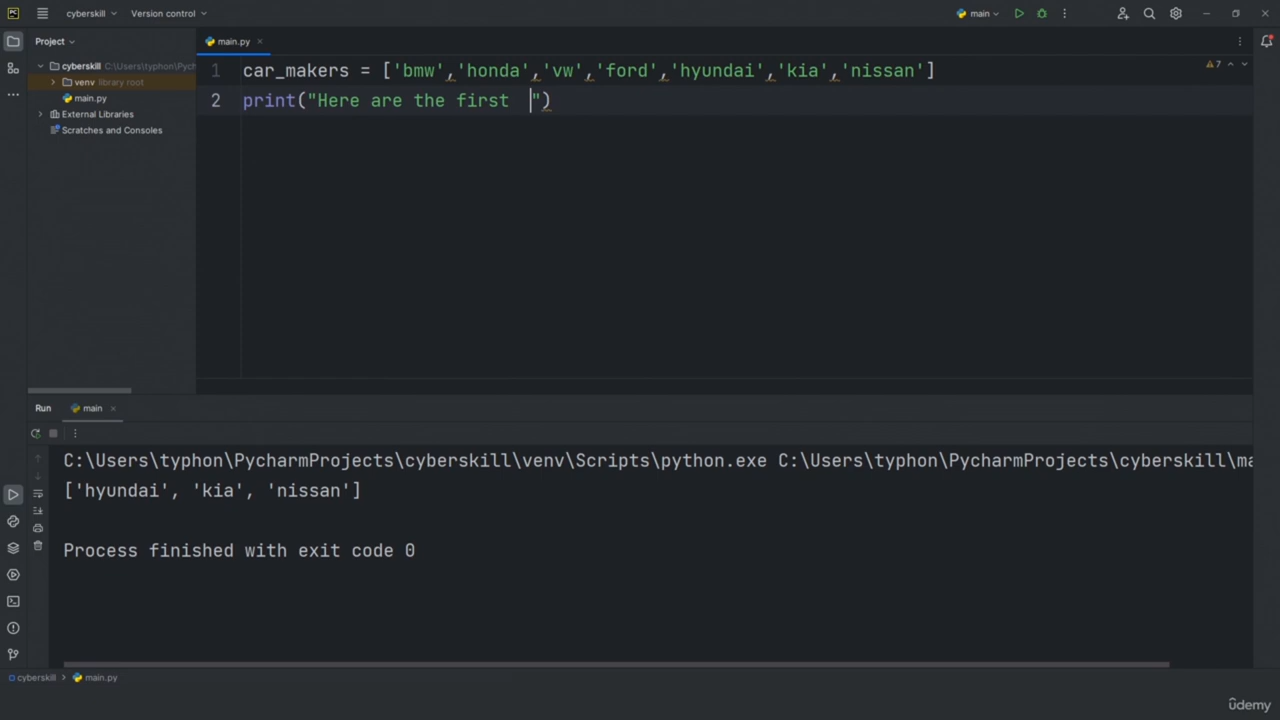 PC cyberskill Version control main
Project main.py
cyberskill C:\Users\typhon\Pych
venv library root
main.py
External Libraries
Scratches and Consoles
1 car_makers = ['bmw','honda','vw','ford','hyundai','kia','nissan'] 7
2 print("Here are the first  ")
Run main
C:\Users\typhon\PycharmProjects\cyberskill\venv\Scripts\python.exe C:\Users\typhon\PycharmProjects\cyberskill\ma
['hyundai', 'kia', 'nissan']
Process finished with exit code 0
cyberskill > main.py
ûdemy